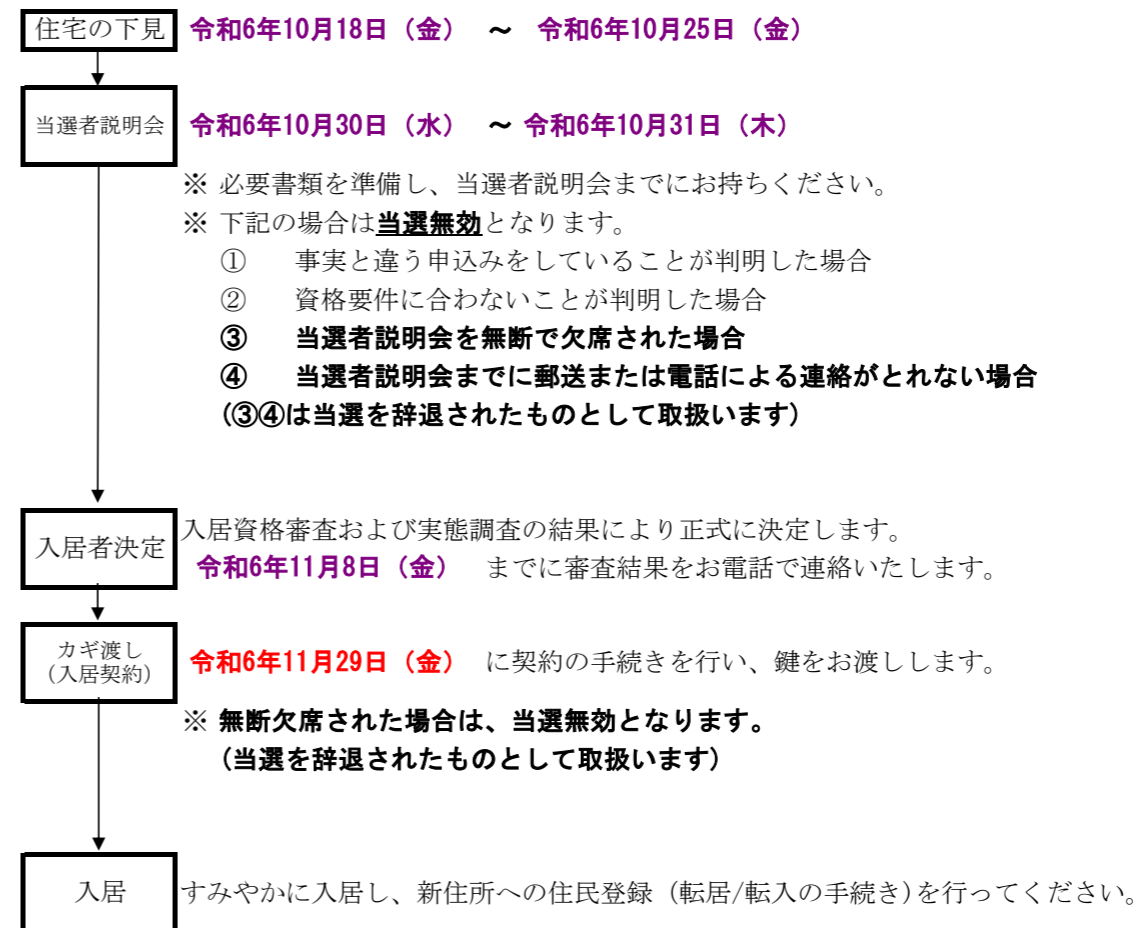 住宅の下見 令和6年10月18日（金） ～ 令和6年10月25日（金）
当選者説明会 令和6年10月30日（水） ～ 令和6年10月31日（木）
※ 必要書類を準備し、当選者説明会までにお持ちください。
※ 下記の場合は当選無効となります。
① 事実と違う申込みをしていることが判明した場合
② 資格要件に合わないことが判明した場合
③ 当選者説明会を無断で欠席された場合
④ 当選者説明会までに郵送または電話による連絡がとれない場合
(③④は当選を辞退されたものとして取扱います)
入居者決定 入居資格審査および実態調査の結果により正式に決定します。
令和6年11月8日（金） までに審査結果をお電話で連絡いたします。
カギ渡し
(入居契約) 令和6年11月29日（金） に契約の手続きを行い、鍵をお渡しします。
※ 無断欠席された場合は、当選無効となります。
(当選を辞退されたものとして取扱います)
入居 すみやかに入居し、新住所への住民登録（転居/転入の手続き)を行ってください。